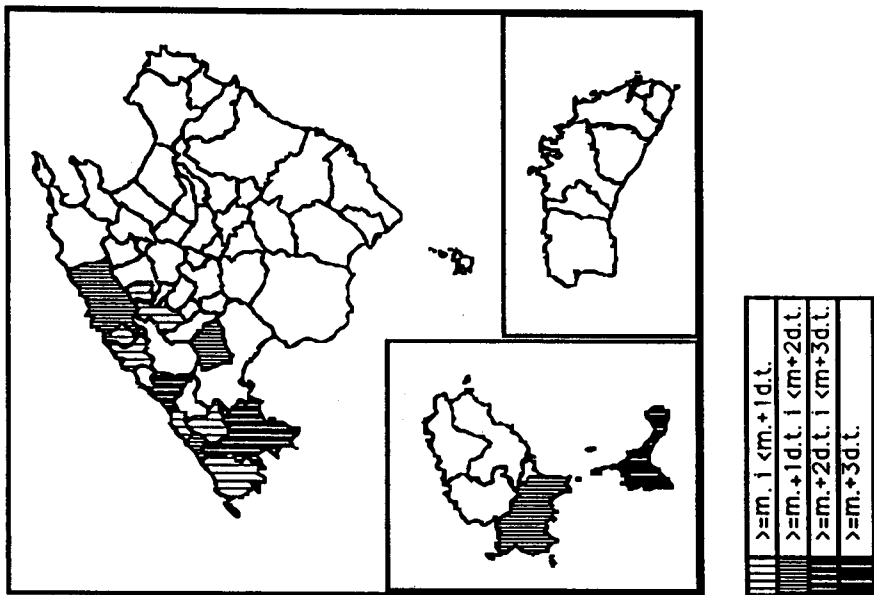 >=m. i <m.+1d.t.
>=m.+1d.t. i <m+2d.t.
>=m.+2d.t. i <m+3d.t.
>=m.+3d.t.